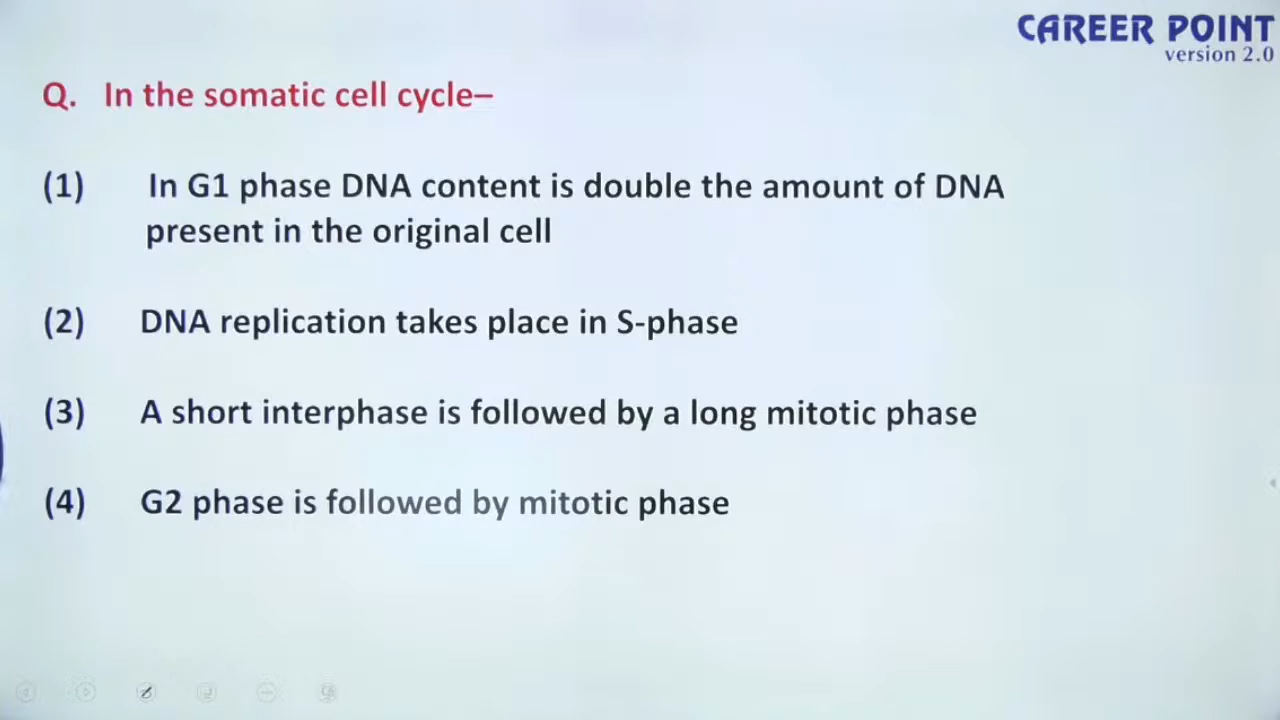 CAREER POINT
version 2.0
Q. In the somatic cell cycle–
(1) In G1 phase DNA content is double the amount of DNA
present in the original cell
(2) DNA replication takes place in S-phase
(3) A short interphase is followed by a long mitotic phase
(4) G2 phase is followed by mitotic phase